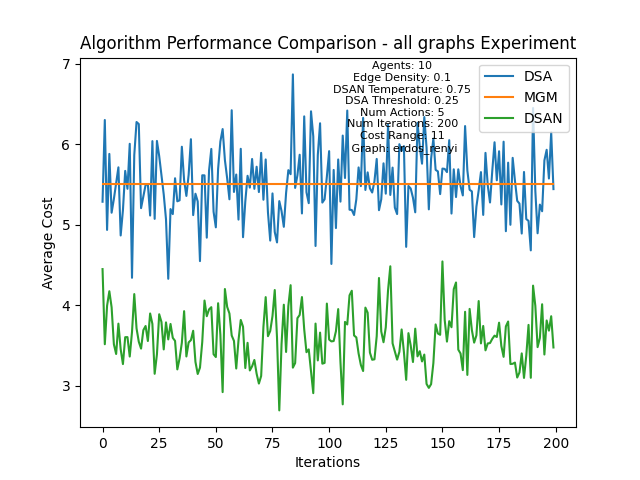 Algorithm Performance Comparison - all graphs Experiment
Agents: 10
Edge Density: 0.1
DSAN Temperature: 0.75
DSA Threshold: 0.25
Num Actions: 5
Num Iterations: 200
Cost Range: 11
Graph: erdos_renyi
DSA
MGM
DSAN
7
6
5
4
3
Average Cost
0
25
50
75
100
125
150
175
200
Iterations